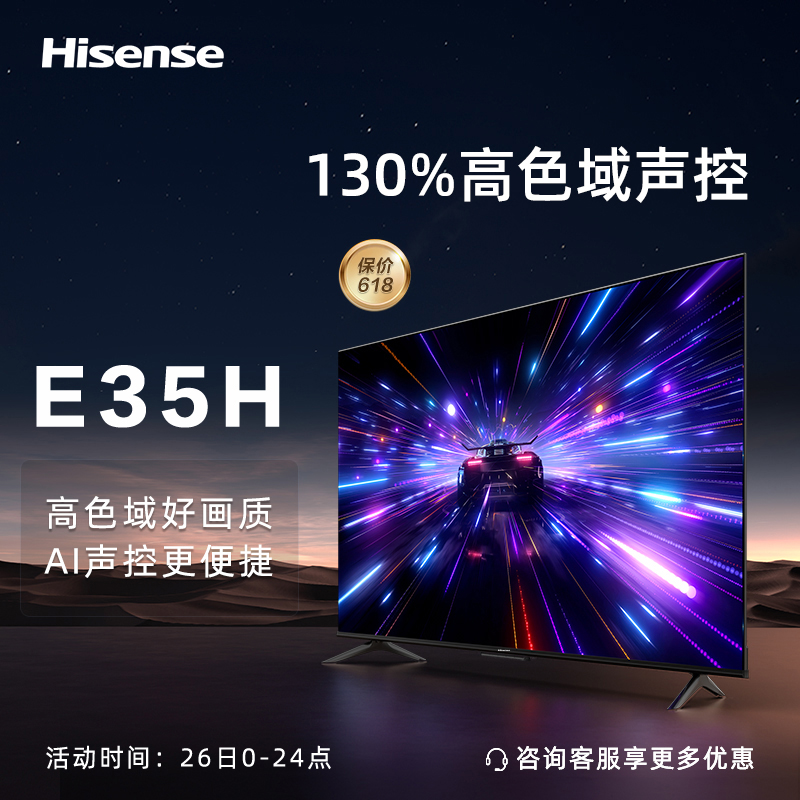 Hisense
130%高色域声控
保价
618
E35H
高色域好画质
AI声控更便捷
活动时间：26日0-24点
咨询客服享更多优惠